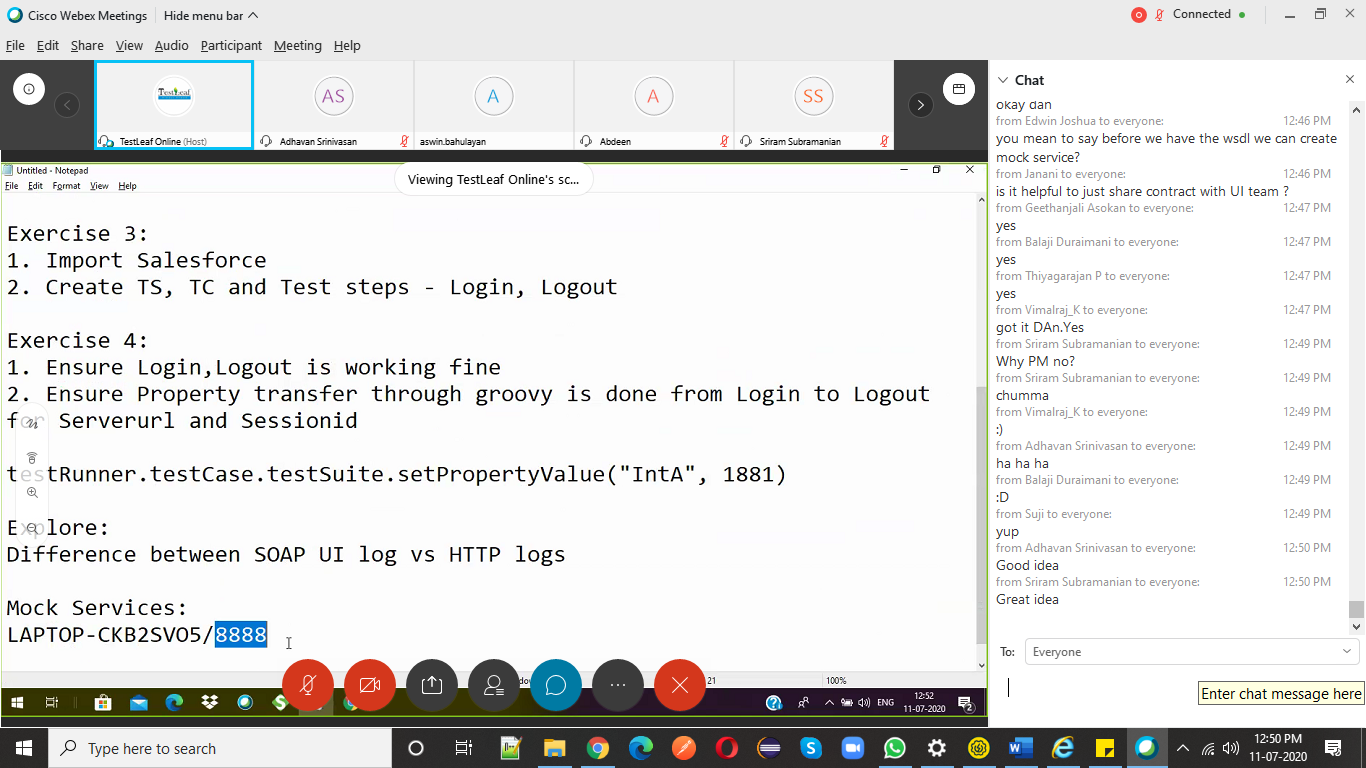 Cisco Webex Meetings
Hide menu bar
Connected
File Edit Share View Audio Participant Meeting Help
TestLeaf
AS
A
A
SS
TestLeaf Online (Host)
Adhavan Srinivasan
aswin.bahulayan
Abdeen
Sriram Subramanian
Untitled - Notepad
File Edit Format View Help
Viewing TestLeaf Online's sc...
Exercise 3:
1. Import Salesforce
2. Create TS, TC and Test steps - Login, Logout
Exercise 4:
1. Ensure Login,Logout is working fine
2. Ensure Property transfer through groovy is done from Login to Logout
for Serverurl and Sessionid
testRunner.testCase.testSuite.setPropertyValue("IntA", 1881)
Explore:
Difference between SOAP UI log vs HTTP logs
Mock Services:
LAPTOP-CKB2SVO5/8888
21
100%
ENG
12:52
11-07-2020
2
Chat
okay dan
from Edwin Joshua to everyone: 12:46 PM
you mean to say before we have the wsdl we can create
mock service?
from Janani to everyone: 12:46 PM
is it helpful to just share contract with UI team ?
from Geethanjali Asokan to everyone: 12:47 PM
yes
from Balaji Duraimani to everyone: 12:47 PM
yes
from Thiyagarajan P to everyone: 12:47 PM
yes
from Vimalraj_K to everyone: 12:47 PM
got it DAn.Yes
from Sriram Subramanian to everyone: 12:49 PM
Why PM no?
from Sriram Subramanian to everyone: 12:49 PM
chumma
from Vimalraj_K to everyone: 12:49 PM
:)
from Adhavan Srinivasan to everyone: 12:49 PM
ha ha ha
from Balaji Duraimani to everyone: 12:49 PM
:D
from Suji to everyone: 12:49 PM
yup
from Adhavan Srinivasan to everyone: 12:50 PM
Good idea
from Sriram Subramanian to everyone: 12:50 PM
Great idea
To: Everyone
Enter chat message here
Type here to search
12:50 PM
11-07-2020